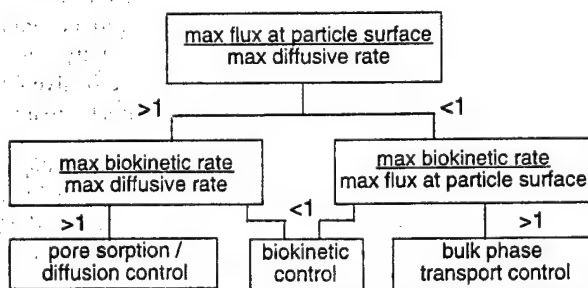 max flux at particle surface
max diffusive rate
>1
<1
max biokinetic rate
max diffusive rate
max biokinetic rate
max flux at particle surface
<1
>1
>1
pore sorption /
diffusion control
biokinetic
control
bulk phase
transport control